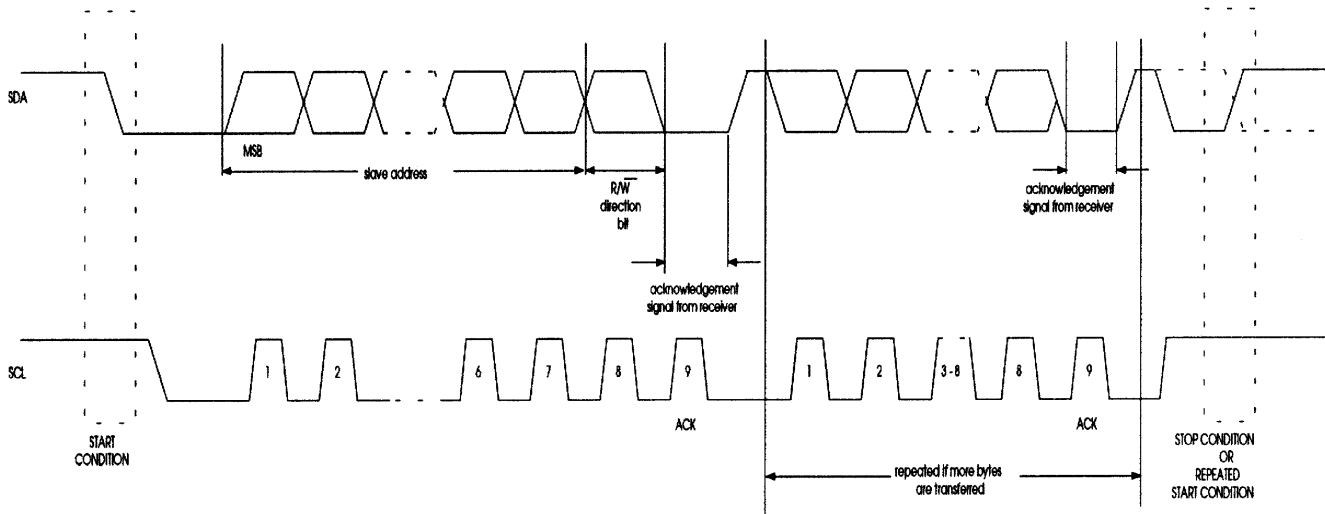 SDA
MSB
slave address
R/W
direction
bit
acknowledgement
signal from receiver
acknowledgement
signal from receiver
SCL
1
2
6
7
8
9
1
2
3-8
8
9
ACK
ACK
START
CONDITION
repeated if more bytes
are transferred
STOP CONDITION
OR
REPEATED
START CONDITION